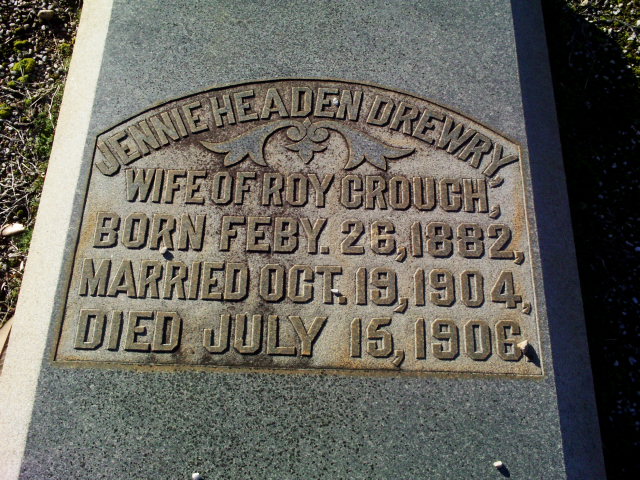 JENNIE HEADEN DREWRY,
WIFE OF ROY CROUCH,
BORN FEBY. 26, 1882,
MARRIED OCT. 19, 1904,
DIED JULY 15, 1906